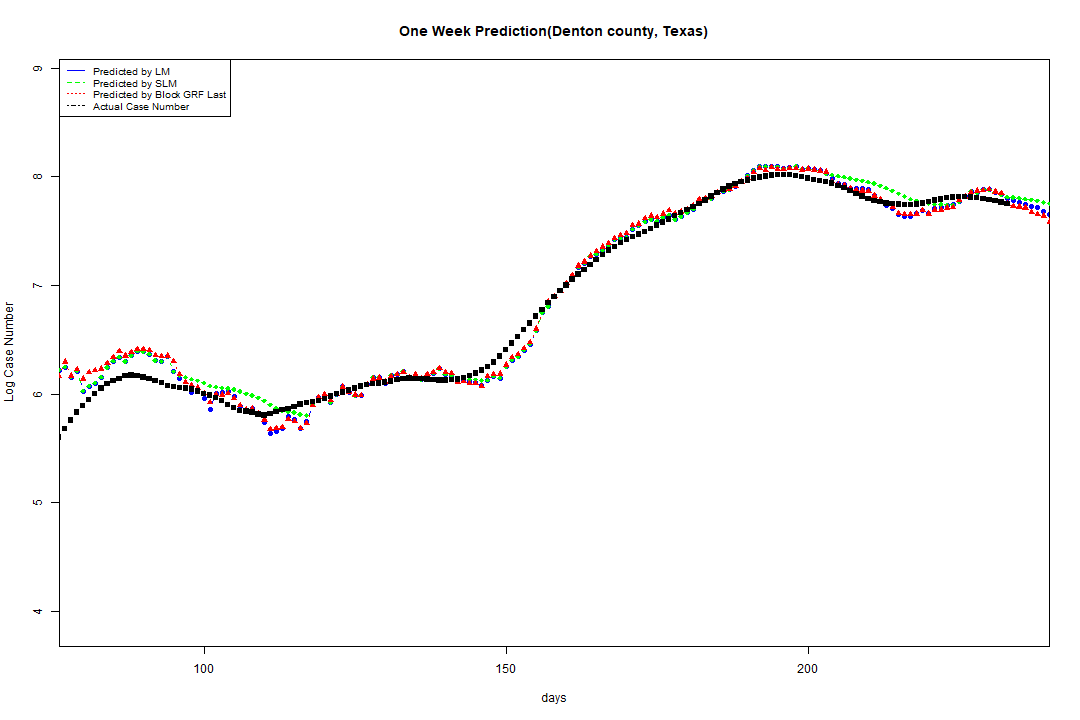 One Week Prediction(Denton county, Texas)
Predicted by LM
Predicted by SLM
Predicted by Block GRF Last
Actual Case Number
9
8
7
6
5
4
Log Case Number
100 150 200
days